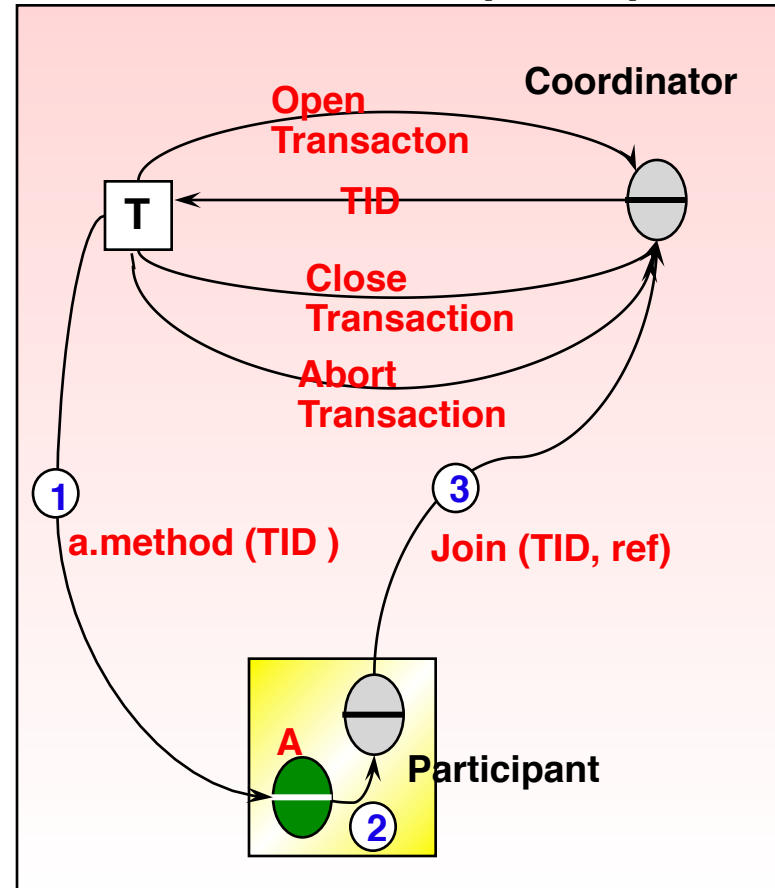 Coordinator
Open
Transacton
TID
T
Close
Transaction
Abort
Transaction
1
3
a.method (TID )
Join (TID, ref)
A
Participant
2